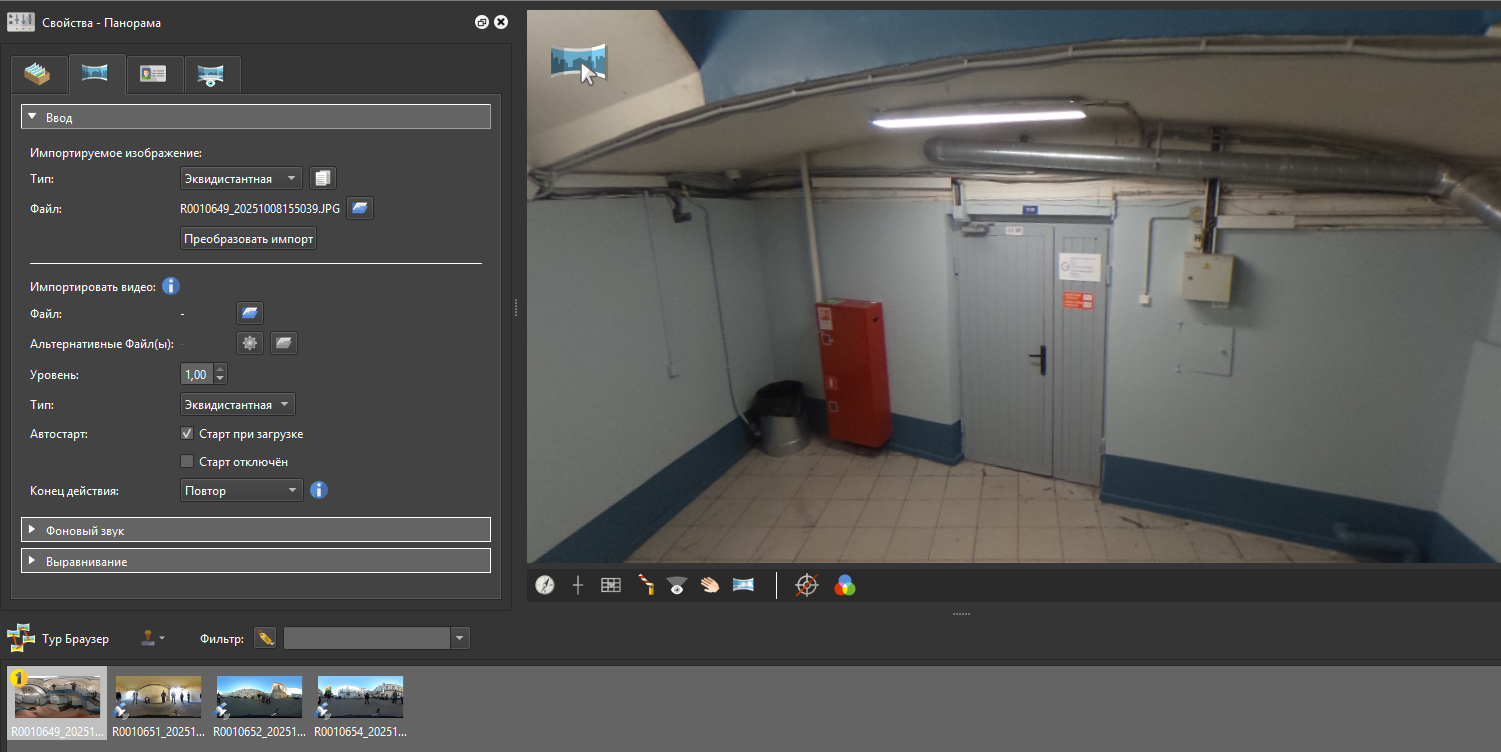 Свойства - Панорама
Ввод
Импортируемое изображение:
Тип: Эквидистантная
Файл: R0010649_20251008155039.JPG
Преобразовать импорт
Импортировать видео:
Файл: -
Альтернативные Файл(ы): -
Уровень: 1,00
Тип: Эквидистантная
Автостарт: Старт при загрузке
Старт отключён
Конец действия: Повтор
Фоновый звук
Выравнивание
Тур Браузер
Фильтр:
1
R0010649_20251... R0010651_20251... R0010652_20251... R0010654_20251...